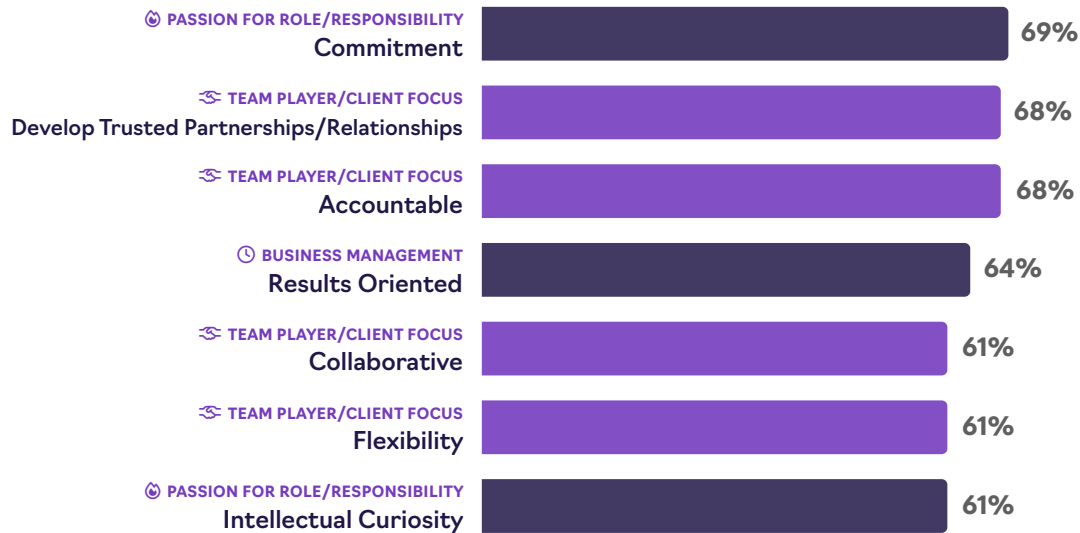 PASSION FOR ROLE/RESPONSIBILITY
Commitment
69%
TEAM PLAYER/CLIENT FOCUS
Develop Trusted Partnerships/Relationships
68%
TEAM PLAYER/CLIENT FOCUS
Accountable
68%
BUSINESS MANAGEMENT
Results Oriented
64%
TEAM PLAYER/CLIENT FOCUS
Collaborative
61%
TEAM PLAYER/CLIENT FOCUS
Flexibility
61%
PASSION FOR ROLE/RESPONSIBILITY
Intellectual Curiosity
61%